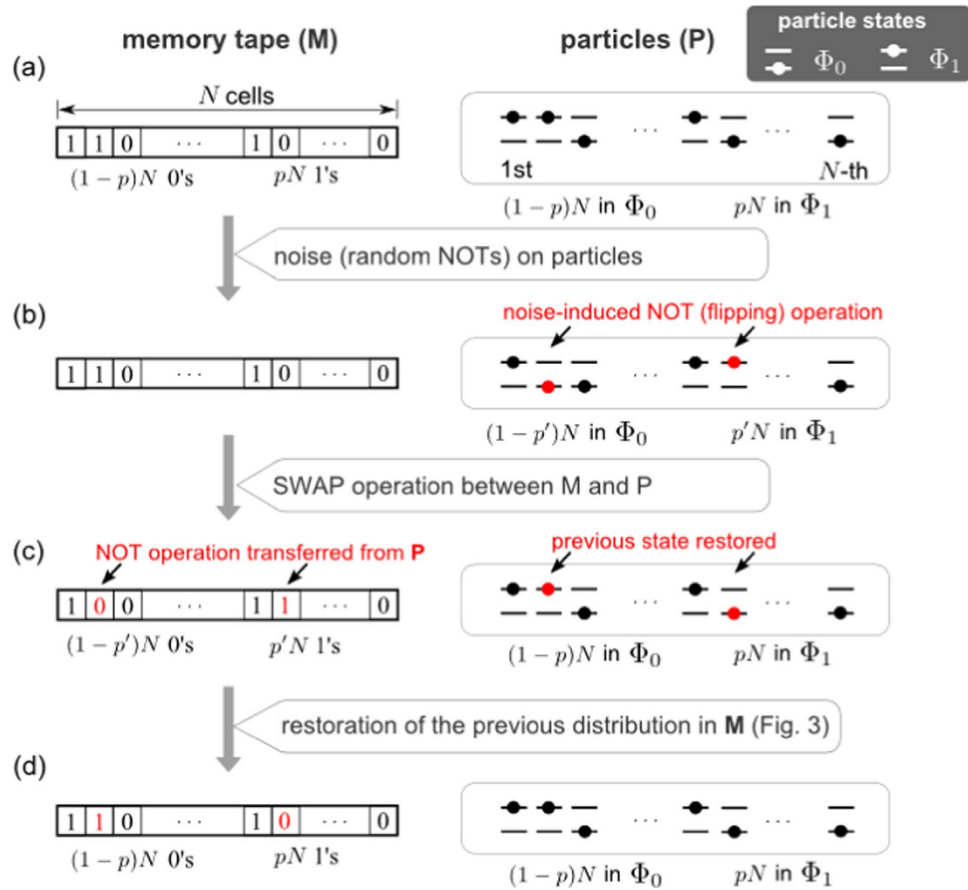 memory tape (M)
particles (P)
particle states
Φ₀ Φ₁
(a)
N cells
1 1 0 ··· 1 0 ··· 0
(1 − p)N 0's pN 1's
··· ···
1st N-th
(1 − p)N in Φ₀ pN in Φ₁
noise (random NOTs) on particles
(b)
noise-induced NOT (flipping) operation
1 1 0 ··· 1 0 ··· 0
··· ···
(1 − p′)N in Φ₀ p′N in Φ₁
SWAP operation between M and P
(c)
NOT operation transferred from P
previous state restored
1 0 0 ··· 1 1 ··· 0
··· ···
(1 − p′)N 0's p′N 1's
(1 − p)N in Φ₀ pN in Φ₁
restoration of the previous distribution in M (Fig. 3)
(d)
1 1 0 ··· 1 0 ··· 0
··· ···
(1 − p)N 0's pN 1's
(1 − p)N in Φ₀ pN in Φ₁